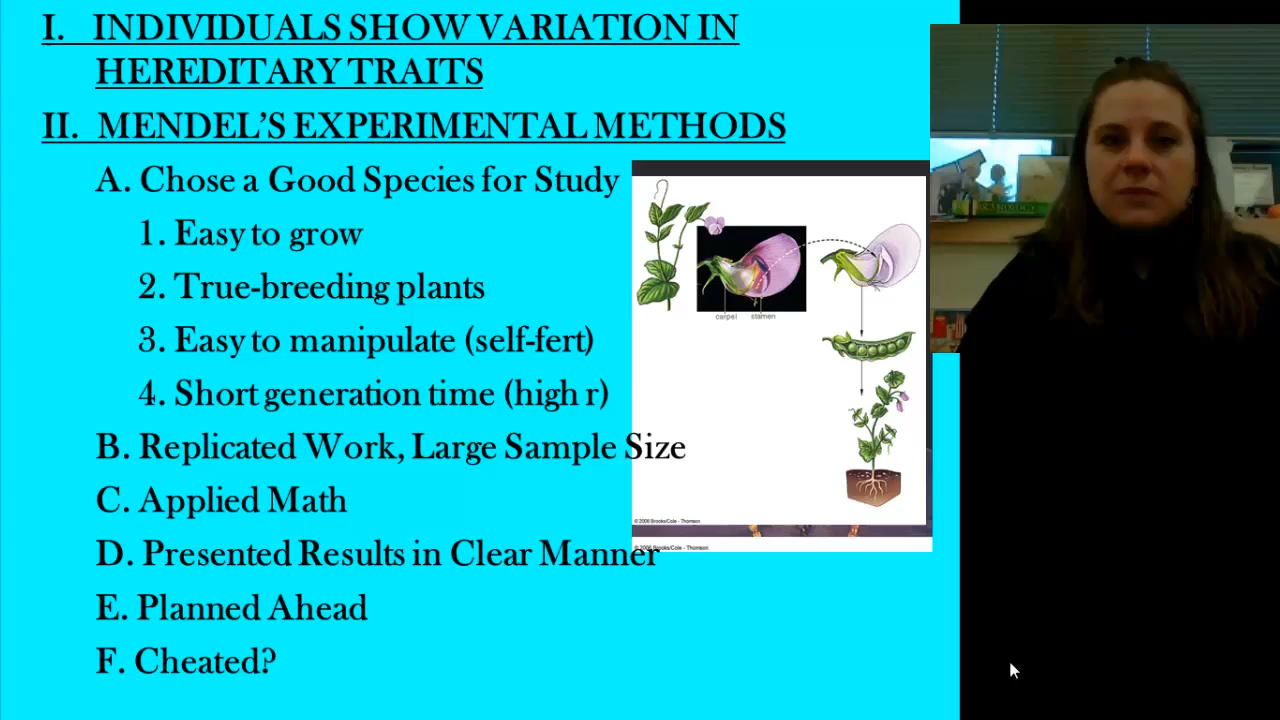 I. INDIVIDUALS SHOW VARIATION IN
HEREDITARY TRAITS
II. MENDEL'S EXPERIMENTAL METHODS
A. Chose a Good Species for Study
1. Easy to grow
2. True-breeding plants
3. Easy to manipulate (self-fert)
4. Short generation time (high r)
B. Replicated Work, Large Sample Size
C. Applied Math
D. Presented Results in Clear Manner
E. Planned Ahead
F. Cheated?
carpel stamen
© 2006 Brooks/Cole - Thomson
© 2006 Brooks/Cole - Thomson